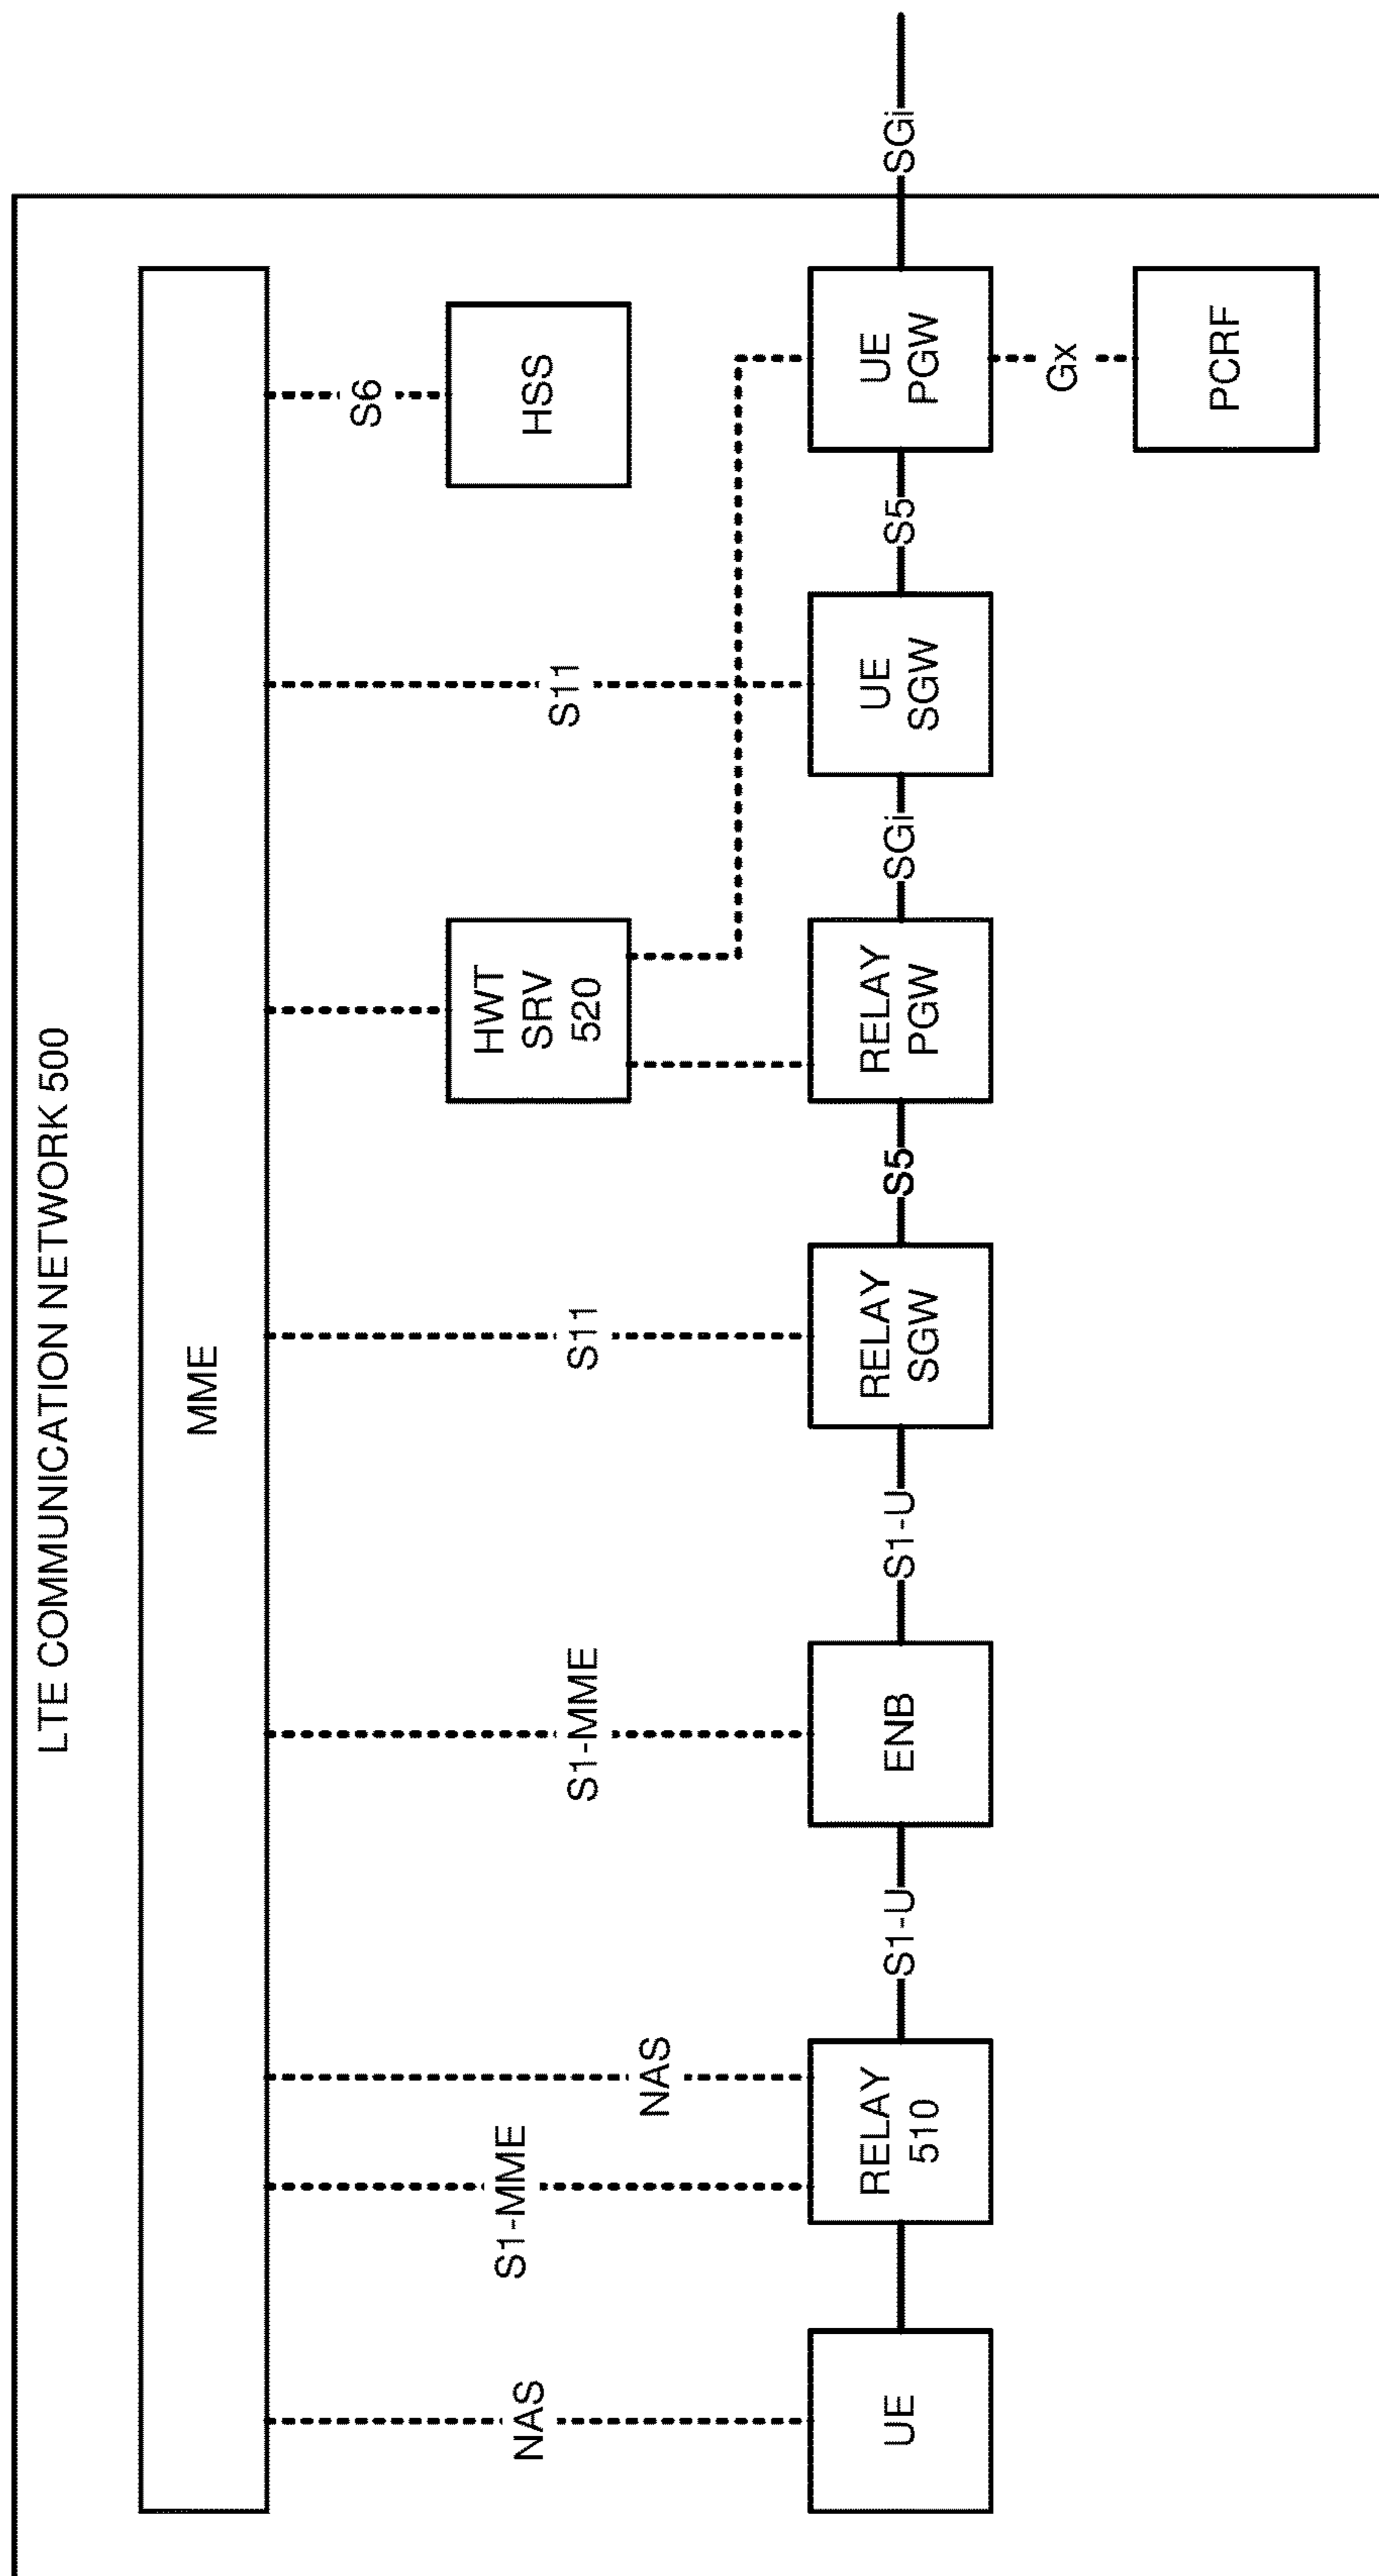 LTE COMMUNICATION NETWORK 500
MME
NAS
S1-MME
NAS
S1-MME
S11
S11
S6
HWT
SRV
520
HSS
UE
RELAY
510
S1-U
ENB
S1-U
RELAY
SGW
S5
RELAY
PGW
SGi
UE
SGW
S5
UE
PGW
SGi
Gx
PCRF